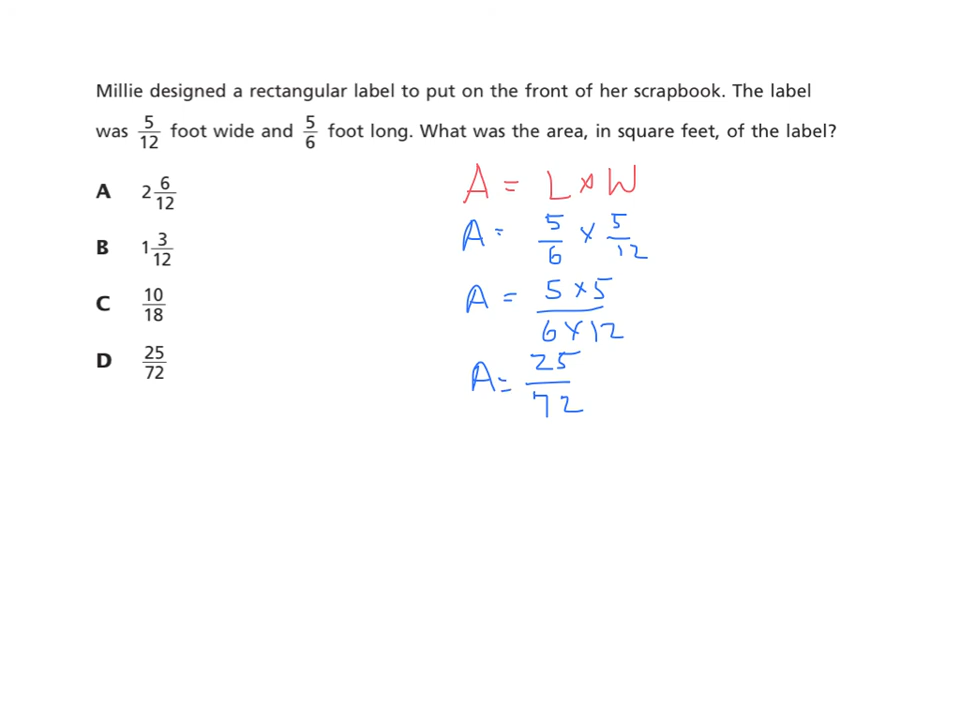 Millie designed a rectangular label to put on the front of her scrapbook. The label
was 5/12 foot wide and 5/6 foot long. What was the area, in square feet, of the label?
A 2 6/12
B 1 3/12
C 10/18
D 25/72
A = L × W
A = 5/6 × 5/12
A = 5 × 5 / 6 × 12
A = 25/72